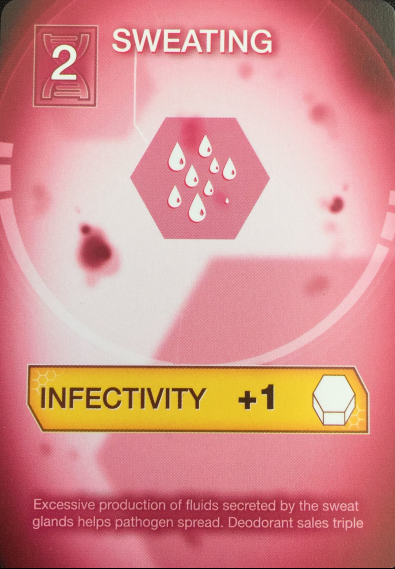 2
SWEATING
INFECTIVITY +1
Excessive production of fluids secreted by the sweat
glands helps pathogen spread. Deodorant sales triple